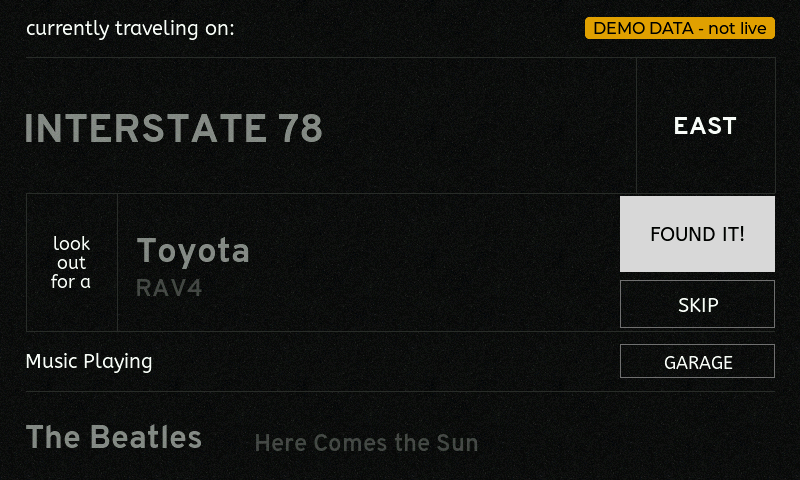 currently traveling on:
DEMO DATA - not live
INTERSTATE 78
EAST
look
out
for a
Toyota
RAV4
FOUND IT!
SKIP
Music Playing
GARAGE
The Beatles
Here Comes the Sun